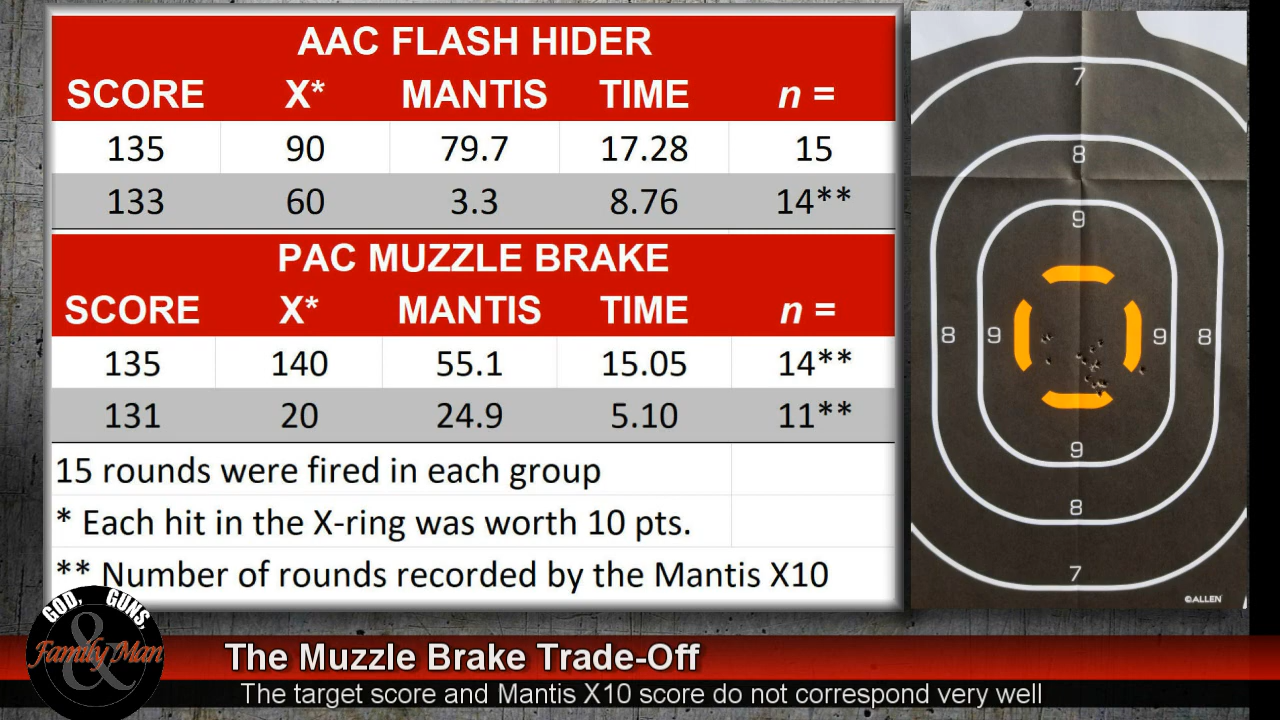 AAC FLASH HIDER
SCORE X* MANTIS TIME n =
135 90 79.7 17.28 15
133 60 3.3 8.76 14**
PAC MUZZLE BRAKE
SCORE X* MANTIS TIME n =
135 140 55.1 15.05 14**
131 20 24.9 5.10 11**
15 rounds were fired in each group
* Each hit in the X-ring was worth 10 pts.
** Number of rounds recorded by the Mantis X10
7
8
9
8 9 9 8
9
8
7
©ALLEN
GOD, GUNS,
&
Family Man
The Muzzle Brake Trade-Off
The target score and Mantis X10 score do not correspond very well